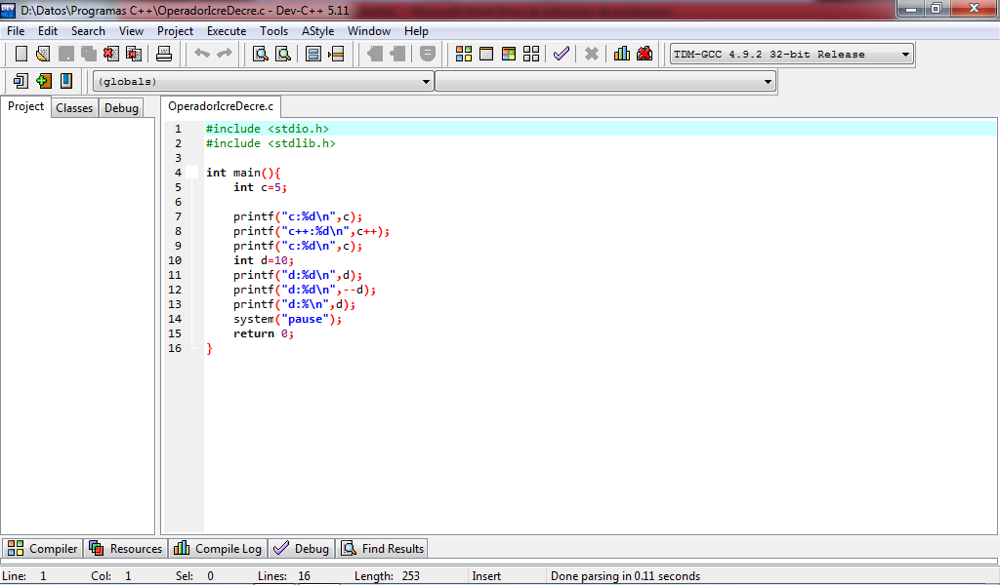 D:\Datos\Programas C++\OperadorIcreDecre.c - Dev-C++ 5.11
File Edit Search View Project Execute Tools AStyle Window Help
TDM-GCC 4.9.2 32-bit Release
(globals)
Project Classes Debug OperadorIcreDecre.c
1 #include <stdio.h>
2 #include <stdlib.h>
3
4 int main(){
5 int c=5;
6
7 printf("c:%d\n",c);
8 printf("c++:%d\n",c++);
9 printf("c:%d\n",c);
10 int d=10;
11 printf("d:%d\n",d);
12 printf("d:%d\n",--d);
13 printf("d:%\n",d);
14 system("pause");
15 return 0;
16 }
Compiler Resources Compile Log Debug Find Results
Line: 1 Col: 1 Sel: 0 Lines: 16 Length: 253 Insert Done parsing in 0.11 seconds